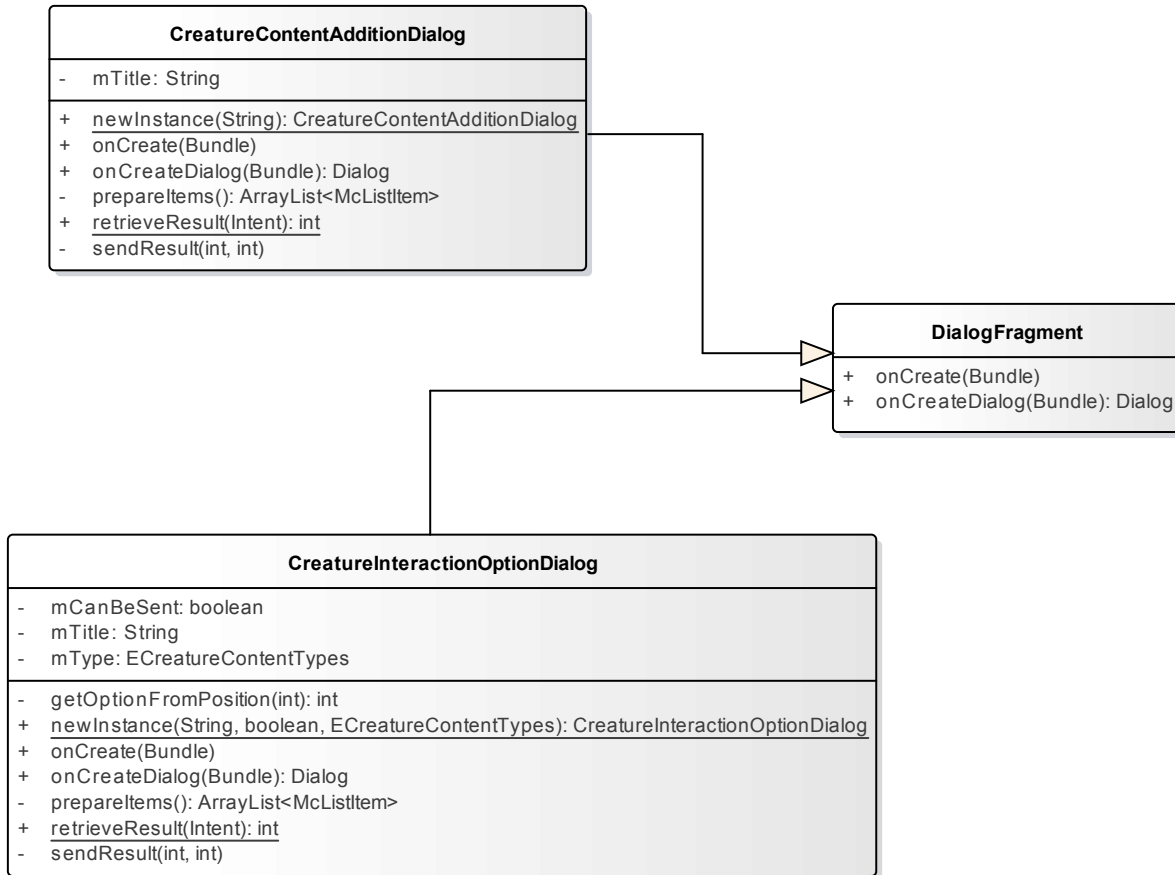 CreatureContentAdditionDialog
- mTitle: String
+ newInstance(String): CreatureContentAdditionDialog
+ onCreate(Bundle)
+ onCreateDialog(Bundle): Dialog
- prepareItems(): ArrayList<McListItem>
+ retrieveResult(Intent): int
- sendResult(int, int)
DialogFragment
+ onCreate(Bundle)
+ onCreateDialog(Bundle): Dialog
CreatureInteractionOptionDialog
- mCanBeSent: boolean
- mTitle: String
- mType: ECreatureContentTypes
- getOptionFromPosition(int): int
+ newInstance(String, boolean, ECreatureContentTypes): CreatureInteractionOptionDialog
+ onCreate(Bundle)
+ onCreateDialog(Bundle): Dialog
- prepareItems(): ArrayList<McListItem>
+ retrieveResult(Intent): int
- sendResult(int, int)